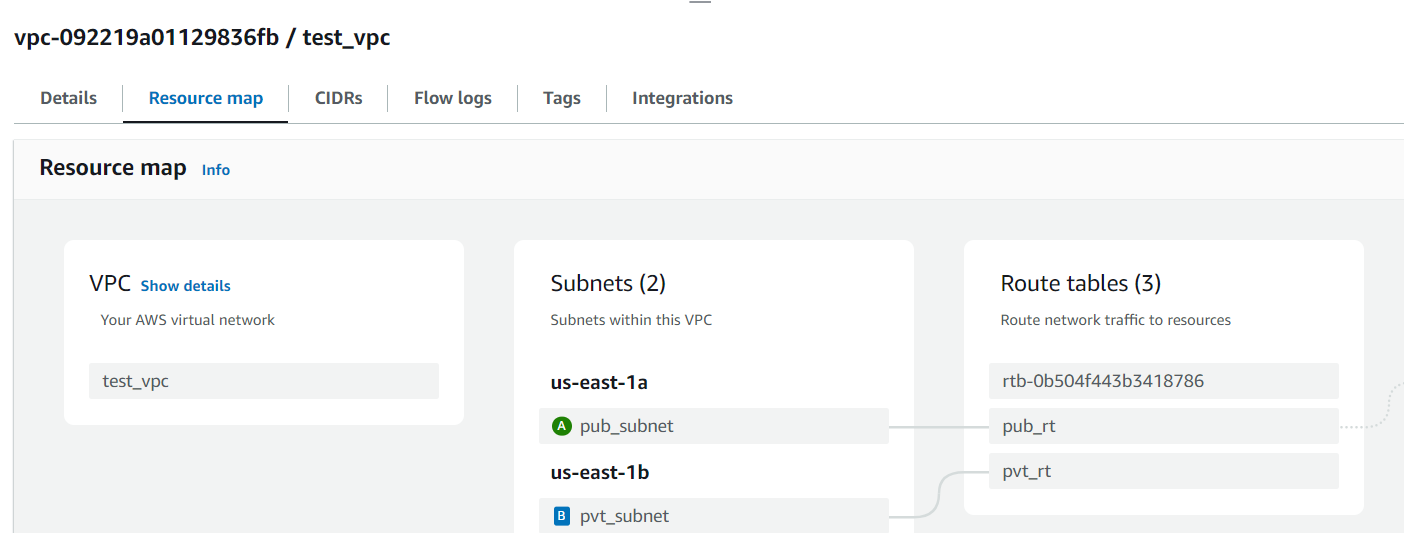 vpc-092219a01129836fb / test_vpc
Details
Resource map
CIDRs
Flow logs
Tags
Integrations
Resource map Info
VPC Show details
Your AWS virtual network
test_vpc
Subnets (2)
Subnets within this VPC
us-east-1a
A pub_subnet
us-east-1b
B pvt_subnet
Route tables (3)
Route network traffic to resources
rtb-0b504f443b3418786
pub_rt
pvt_rt